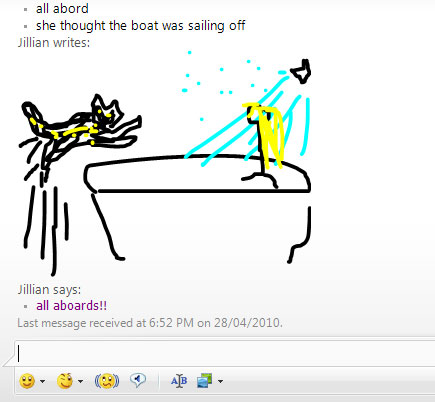 all abord
she thought the boat was sailing off
Jillian writes:
Jillian says:
all aboards!!
Last message received at 6:52 PM on 28/04/2010.
AB